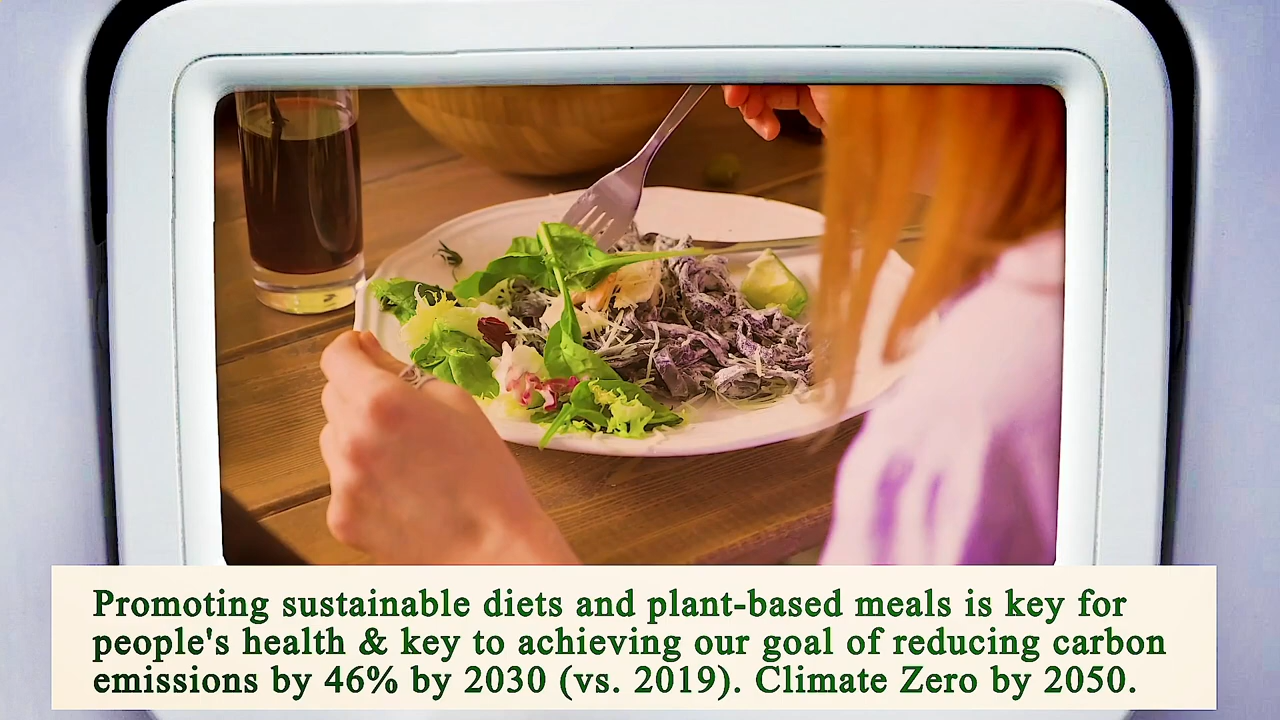 Promoting sustainable diets and plant-based meals is key for
people's health & key to achieving our goal of reducing carbon
emissions by 46% by 2030 (vs. 2019). Climate Zero by 2050.